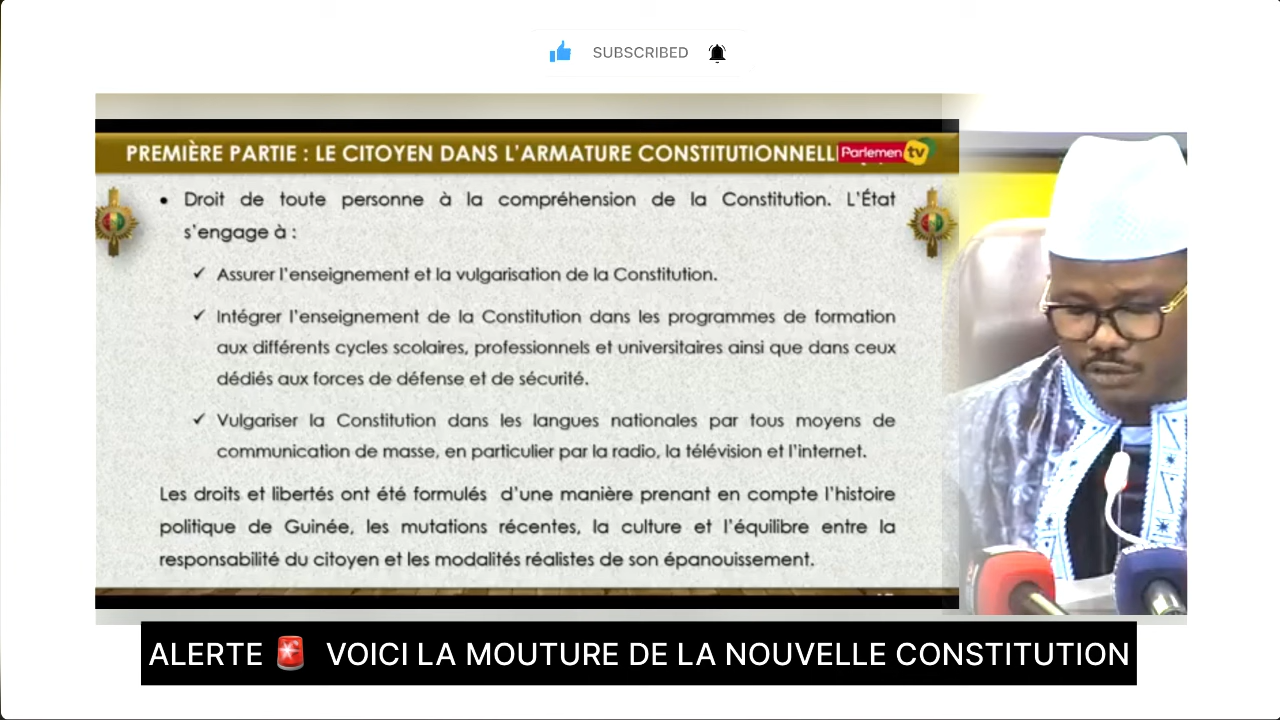 SUBSCRIBED
PREMIÈRE PARTIE : LE CITOYEN DANS L'ARMATURE CONSTITUTIONNELL
Parlemen tv
• Droit de toute personne à la compréhension de la Constitution. L'État
s'engage à :
✓ Assurer l'enseignement et la vulgarisation de la Constitution.
✓ Intégrer l'enseignement de la Constitution dans les programmes de formation
aux différents cycles scolaires, professionnels et universitaires ainsi que dans ceux
dédiés aux forces de défense et de sécurité.
✓ Vulgariser la Constitution dans les langues nationales par tous moyens de
communication de masse, en particulier par la radio, la télévision et l'internet.
Les droits et libertés ont été formulés d'une manière prenant en compte l'histoire
politique de Guinée, les mutations récentes, la culture et l'équilibre entre la
responsabilité du citoyen et les modalités réalistes de son épanouissement.
ALERTE 🚨 VOICI LA MOUTURE DE LA NOUVELLE CONSTITUTION